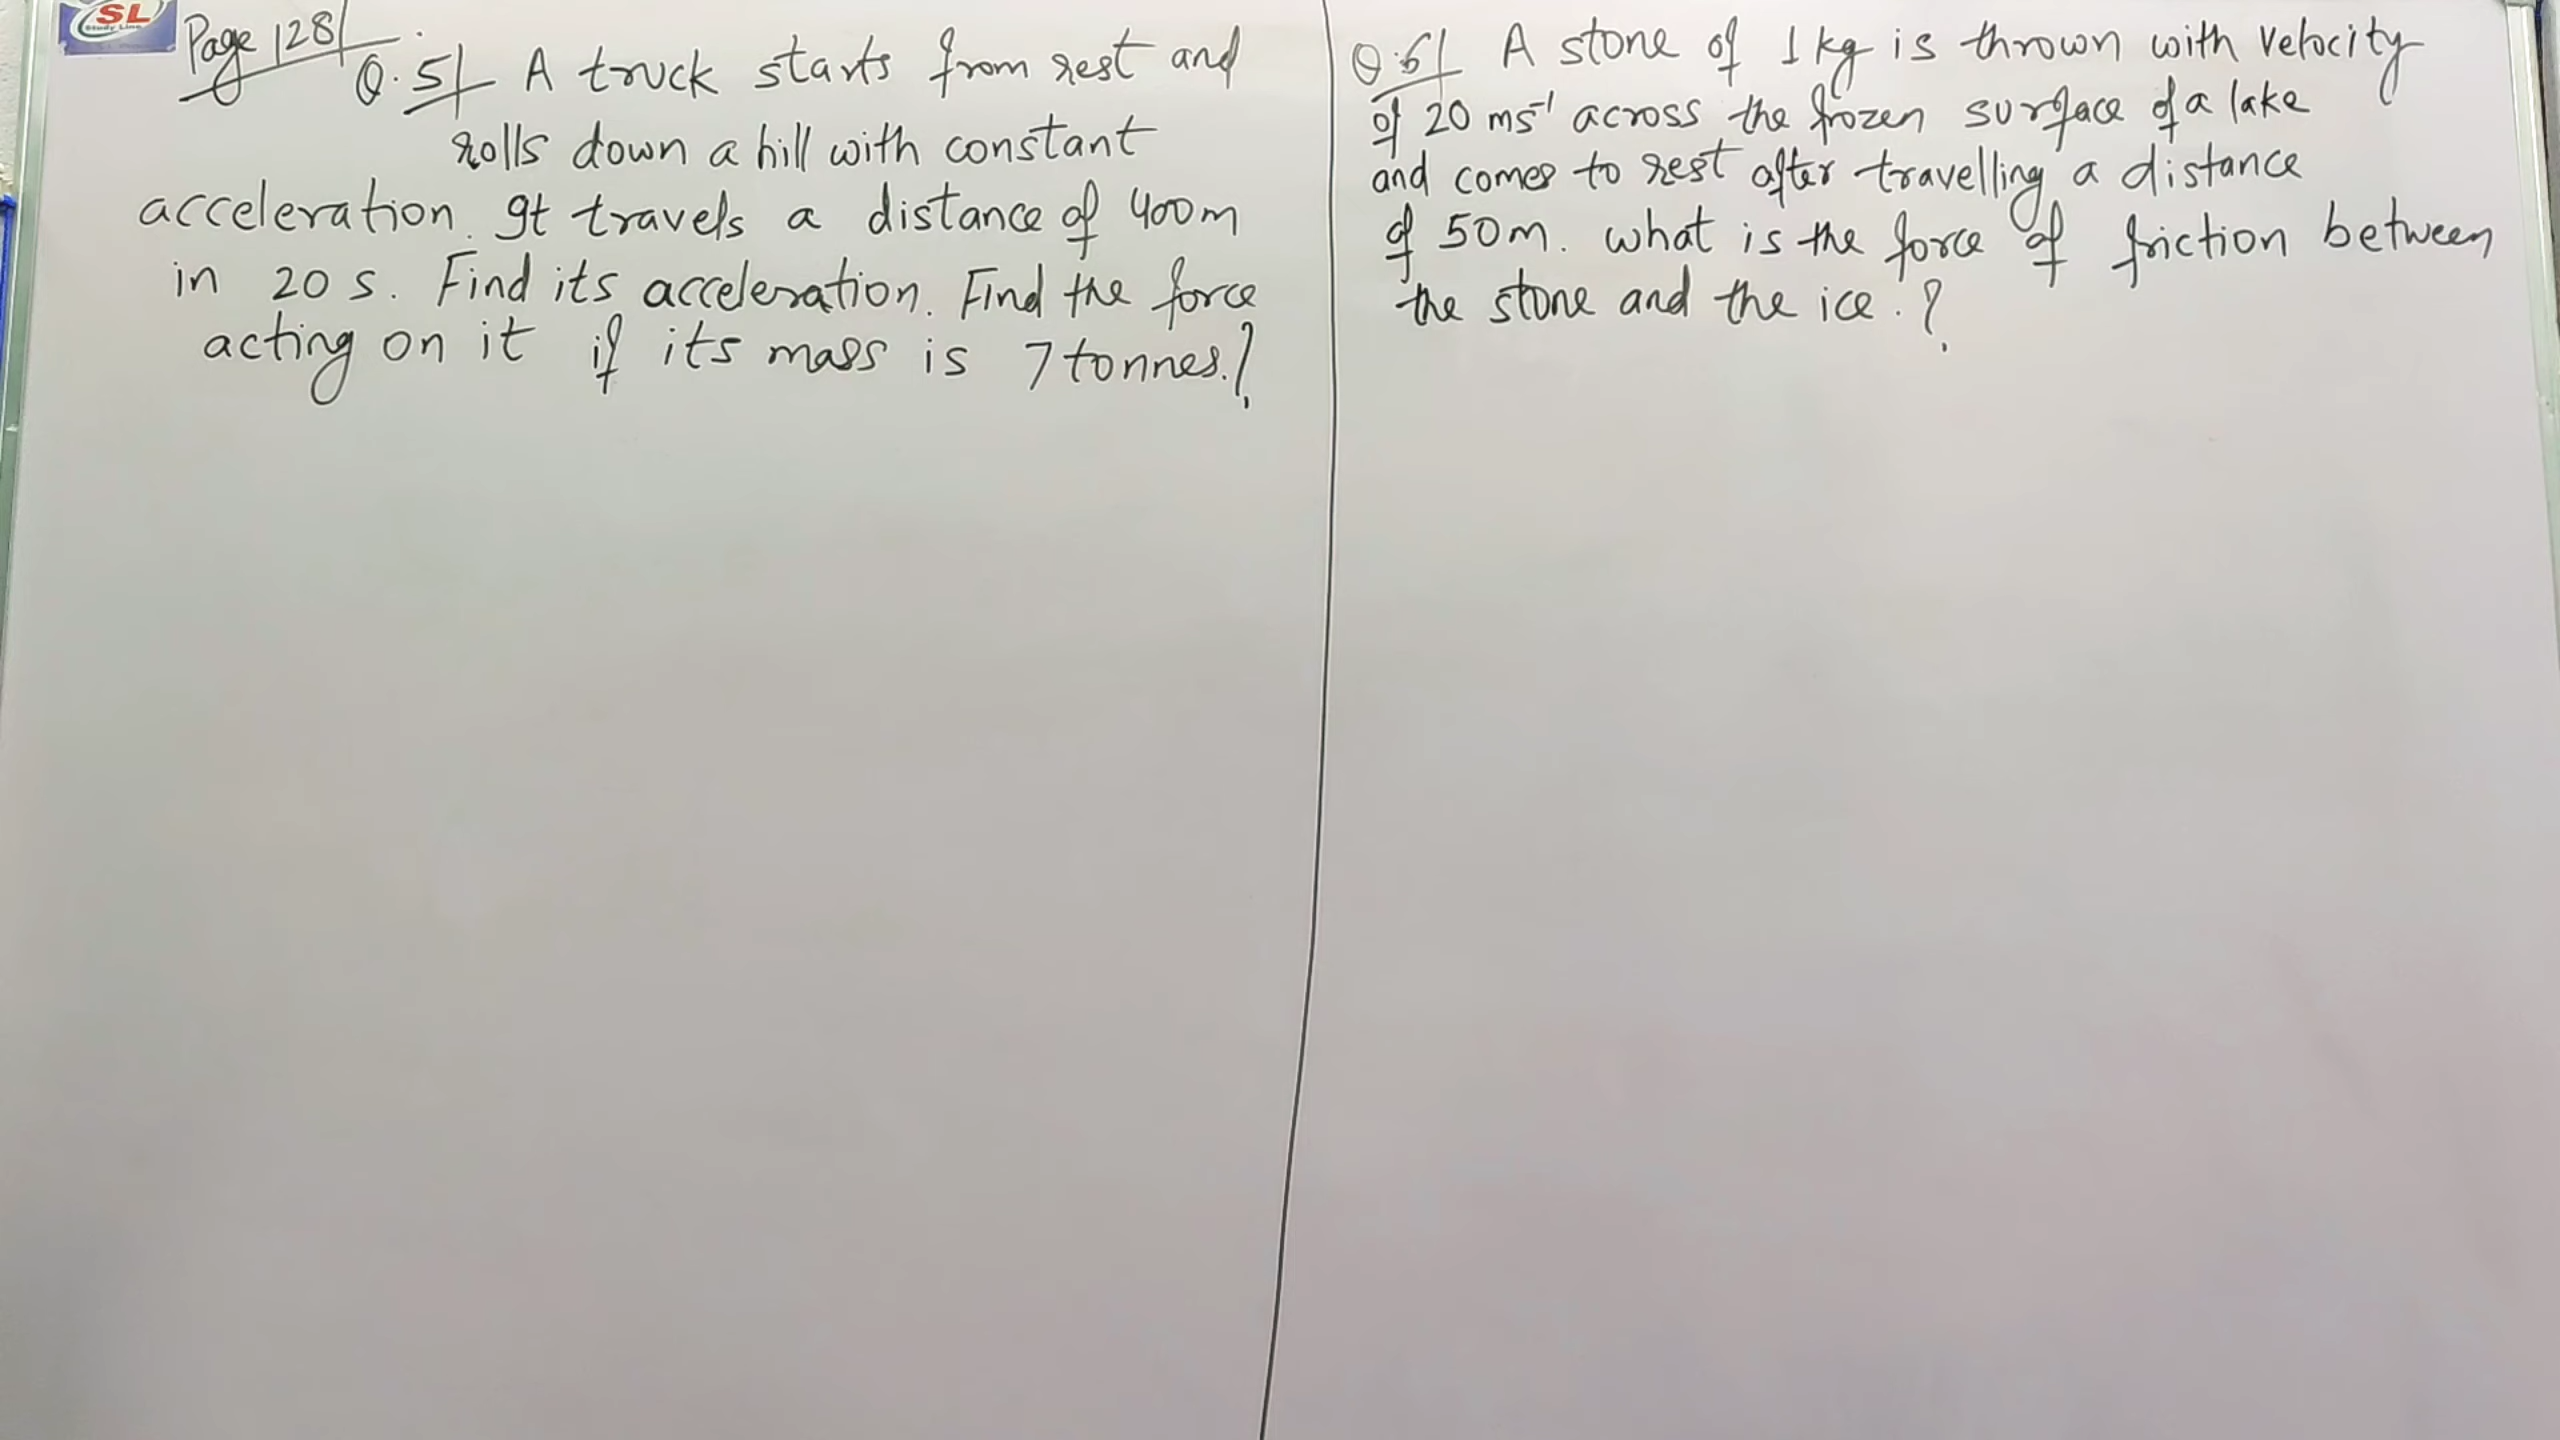 SL
Study Line
Page 128/
Q.5/ A truck starts from rest and
rolls down a hill with constant
acceleration. It travels a distance of 400m
in 20 s. Find its acceleration. Find the force
acting on it if its mass is 7 tonnes.?
Q.6/ A stone of 1 kg is thrown with velocity
of 20 ms⁻¹ across the frozen surface of a lake
and comes to rest after travelling a distance
of 50m. what is the force of friction between
the stone and the ice.?